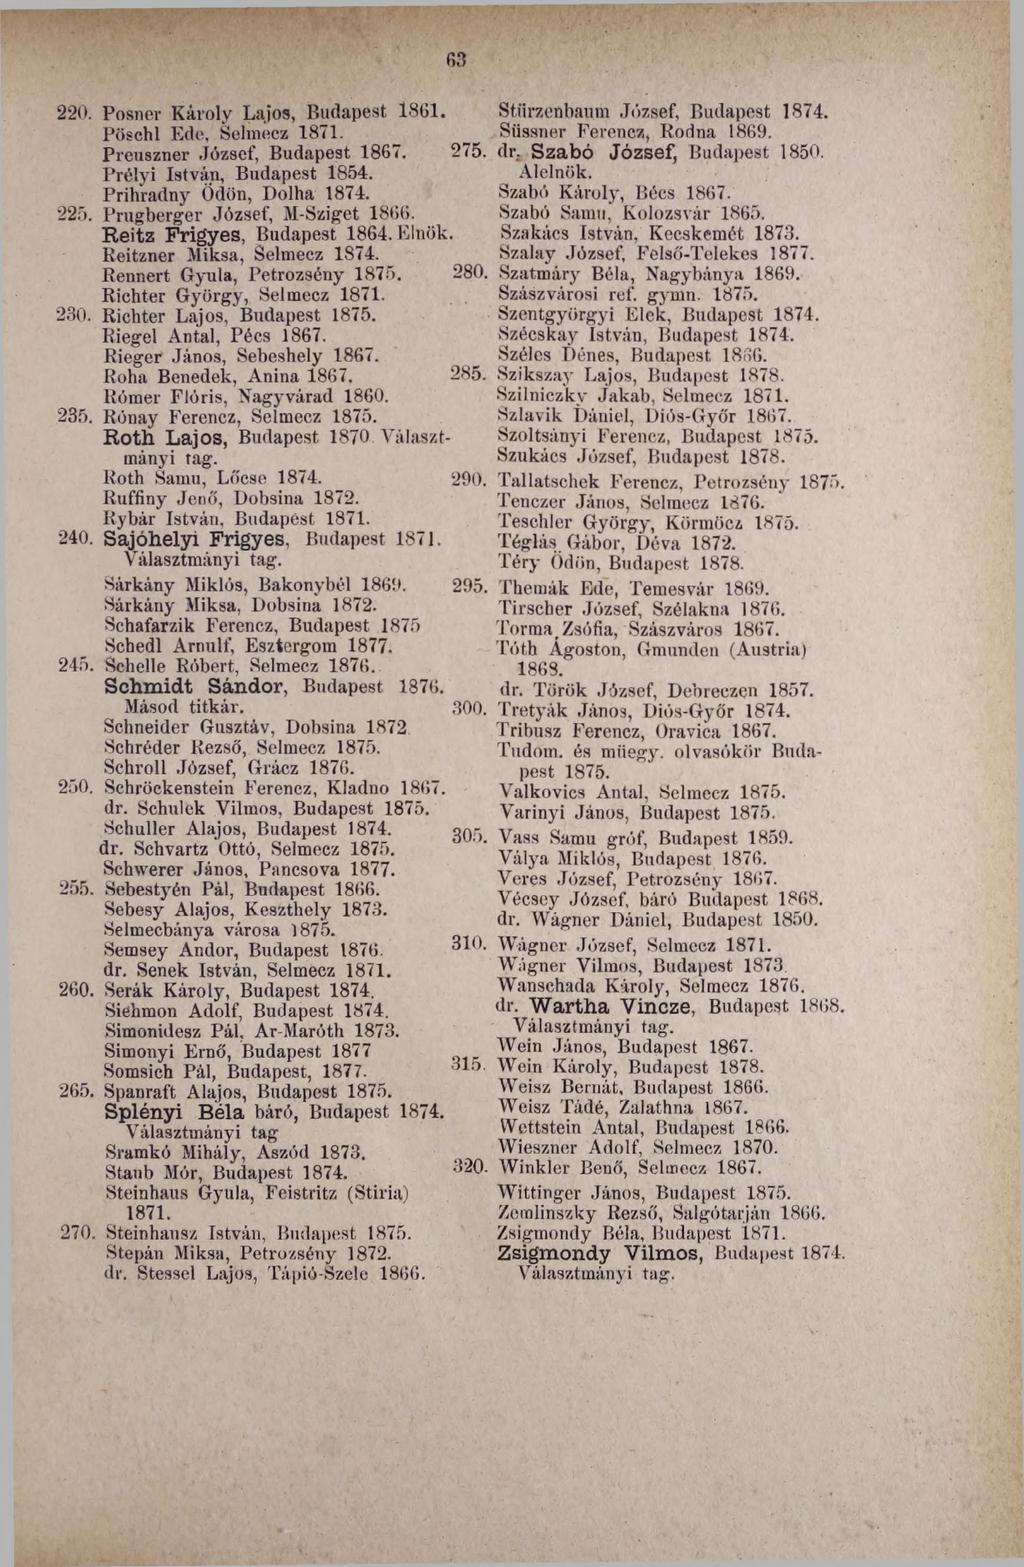 63
220. Posner Károly Lajos, Budapest 1861.
Pöschl Ede, Selmecz 1871.
Preuszner József, Budapest 1867.
Prélyi István, Budapest 1854.
Prihradny Ödön, Dolha 1874.
225. Prugberger József, M-Sziget 1866.
Reitz Frigyes, Budapest 1864. Elnök.
Reitzner Miksa, Selmecz 1874.
Rennert Gyula, Petrozsény 1875.
Richter György, Selmecz 1871.
230. Richter Lajos, Budapest 1875.
Riegel Antal, Pécs 1867.
Rieger János, Sebeshely 1867.
Roha Benedek, Anina 1867.
Rómer Flóris, Nagyvárad 1860.
235. Rónay Ferencz, Selmecz 1875.
Roth Lajos, Budapest 1870. Választ-
mányi tag.
Roth Samu, Lőcse 1874.
Ruffiny Jenő, Dobsina 1872.
Rybár István, Budapest 1871.
240. Sajóhelyi Frigyes, Budapest 1871.
Választmányi tag.
Sárkány Miklós, Bakonybél 1869.
Sárkány Miksa, Dobsina 1872.
Schafarzik Ferencz, Budapest 1875
Schedl Arnulf, Esztergom 1877.
245. Schelle Róbert, Selmecz 1876.
Schmidt Sándor, Budapest 1876.
Másod titkár.
Schneider Gusztáv, Dobsina 1872
Schréder Rezső, Selmecz 1875.
Schroll József, Grácz 1876.
250. Schröckenstein Ferencz, Kladno 1867.
dr. Schulek Vilmos, Budapest 1875.
Schuller Alajos, Budapest 1874.
dr. Schvartz Ottó, Selmecz 1875.
Schwerer János, Pancsova 1877.
255. Sebestyén Pál, Budapest 1866.
Sebesy Alajos, Keszthely 1873.
Selmecbánya városa 1875.
Semsey Andor, Budapest 1876.
dr. Senek István, Selmecz 1871.
260. Serák Károly, Budapest 1874.
Siehmon Adolf, Budapest 1874.
Simonidesz Pál, Ar-Maróth 1873.
Simonyi Ernő, Budapest 1877
Somsich Pál, Budapest, 1877.
265. Spanraft Alajos, Budapest 1875.
Splényi Béla báró, Budapest 1874.
Választmányi tag
Sramkó Mihály, Aszód 1873.
Staub Mór, Budapest 1874.
Steinhaus Gyula, Feistritz (Stiria)
1871.
270. Steinhausz István, Budapest 1875.
Stepán Miksa, Petrozsény 1872.
dr. Stessel Lajos, Tápió-Szele 1866.
Stürzenbaum József, Budapest 1874.
Süssner Ferencz, Rodna 1869.
275. dr. Szabó József, Budapest 1850.
Alelnök.
Szabó Károly, Bécs 1867.
Szabó Samu, Kolozsvár 1865.
Szakács István, Kecskemét 1873.
Szalay József, Felső-Telekes 1877.
280. Szatmáry Béla, Nagybánya 1869.
Szászvárosi ref. gymn. 1875.
Szentgyörgyi Elek, Budapest 1874.
Szécskay István, Budapest 1874.
Széles Dénes, Budapest 1866.
285. Szikszay Lajos, Budapest 1878.
Szilniczky Jakab, Selmecz 1871.
Szlavik Dániel, Diós-Győr 1867.
Szoltsányi Ferencz, Budapest 1875.
Szukács József, Budapest 1878.
290. Tallatschek Ferencz, Petrozsény 1875.
Tenczer János, Selmecz 1876.
Teschler György, Körmöcz 1875.
Téglás Gábor, Déva 1872.
Téry Ödön, Budapest 1878.
295. Themák Ede, Temesvár 1869.
Tirscher József, Szélakna 1876.
Torma Zsófia, Szászváros 1867.
Tóth Ágoston, Gmunden (Austria)
1868.
dr. Török József, Debreczen 1857.
300. Tretyák János, Diós-Győr 1874.
Tribusz Ferencz, Oravica 1867.
Tudom. és müegy. olvasókör Buda-
pest 1875.
Valkovics Antal, Selmecz 1875.
Varinyi János, Budapest 1875.
305. Vass Samu gróf, Budapest 1859.
Válya Miklós, Budapest 1876.
Veres József, Petrozsény 1867.
Vécsey József, báró Budapest 1868.
dr. Wágner Dániel, Budapest 1850.
310. Wágner József, Selmecz 1871.
Wágner Vilmos, Budapest 1873.
Wanschada Károly, Selmecz 1876.
dr. Wartha Vincze, Budapest 1868.
Választmányi tag.
Wein János, Budapest 1867.
315. Wein Károly, Budapest 1878.
Weisz Bernát, Budapest 1866.
Weisz Tádé, Zalathna 1867.
Wettstein Antal, Budapest 1866.
Wieszner Adolf, Selmecz 1870.
320. Winkler Benő, Selmecz 1867.
Wittinger János, Budapest 1875.
Zemlinszky Rezső, Salgótarján 1866.
Zsigmondy Béla, Budapest 1871.
Zsigmondy Vilmos, Budapest 1874.
Választmányi tag.